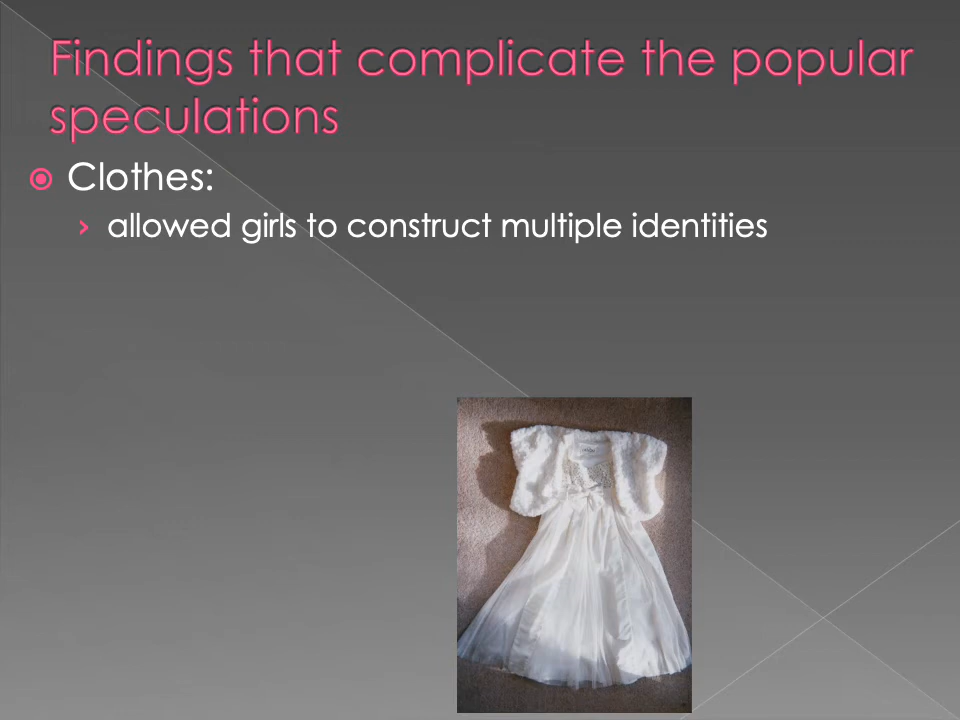 Findings that complicate the popular
speculations
Clothes:
allowed girls to construct multiple identities